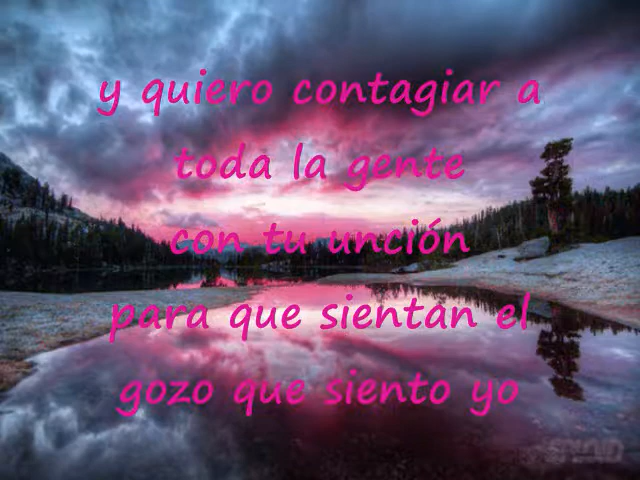 y quiero contagiar a
toda la gente
con tu unción
para que sientan el
gozo que siento yo